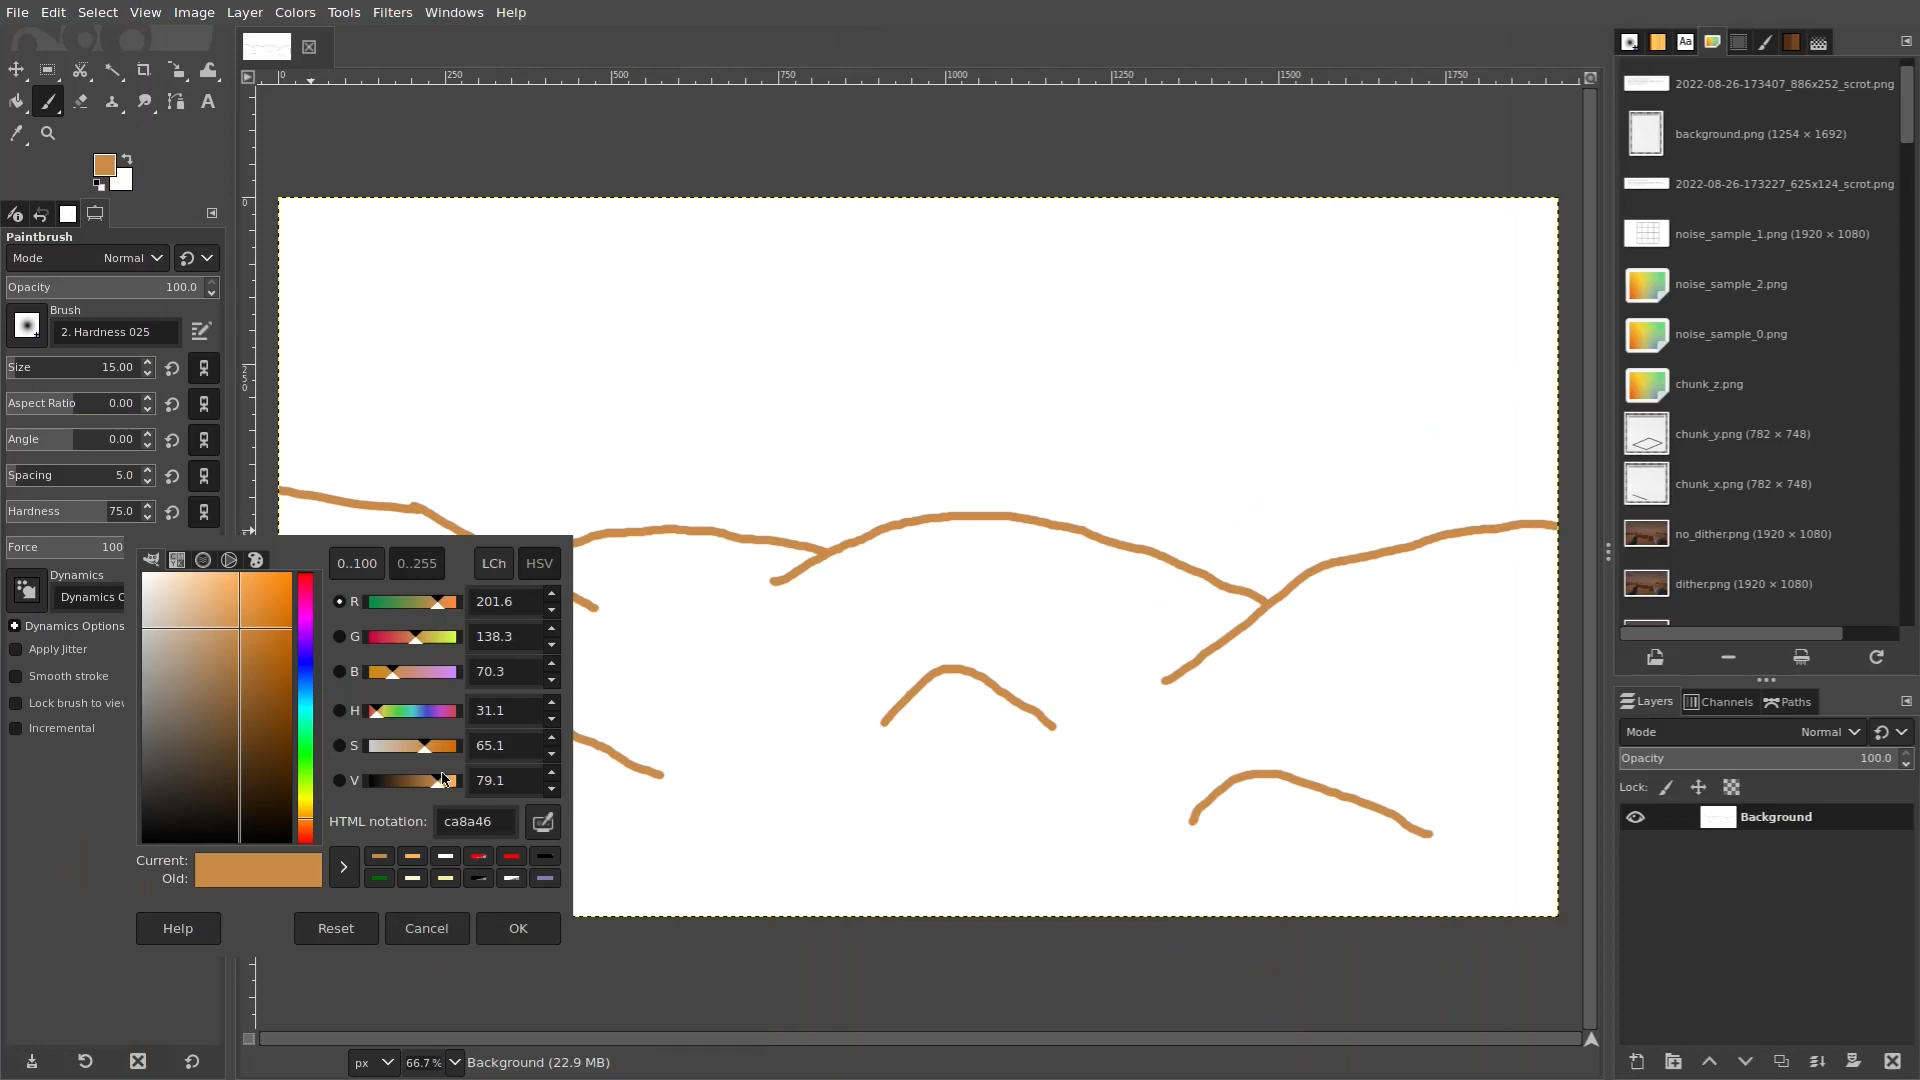 File Edit Select View Image Layer Colors Tools Filters Windows Help
0 250 500 750 1000 1250 1500 1750
Paintbrush
Mode Normal
Opacity 100.0
Brush
2. Hardness 025
Size 15.00
Aspect Ratio 0.00
Angle 0.00
Spacing 5.0
Hardness 75.0
Force 100
Dynamics
Dynamics O
Dynamics Options
Apply Jitter
Smooth stroke
Lock brush to view
Incremental
0
250
0..100 0..255 LCh HSV
R 201.6
G 138.3
B 70.3
H 31.1
S 65.1
V 79.1
HTML notation: ca8a46
Current:
Old:
Help Reset Cancel OK
px 66.7 % Background (22.9 MB)
Aa
2022-08-26-173407_886x252_scrot.png
background.png (1254 × 1692)
2022-08-26-173227_625x124_scrot.png
noise_sample_1.png (1920 × 1080)
noise_sample_2.png
noise_sample_0.png
chunk_z.png
chunk_y.png (782 × 748)
chunk_x.png (782 × 748)
no_dither.png (1920 × 1080)
dither.png (1920 × 1080)
Layers Channels Paths
Mode Normal
Opacity 100.0
Lock:
Background